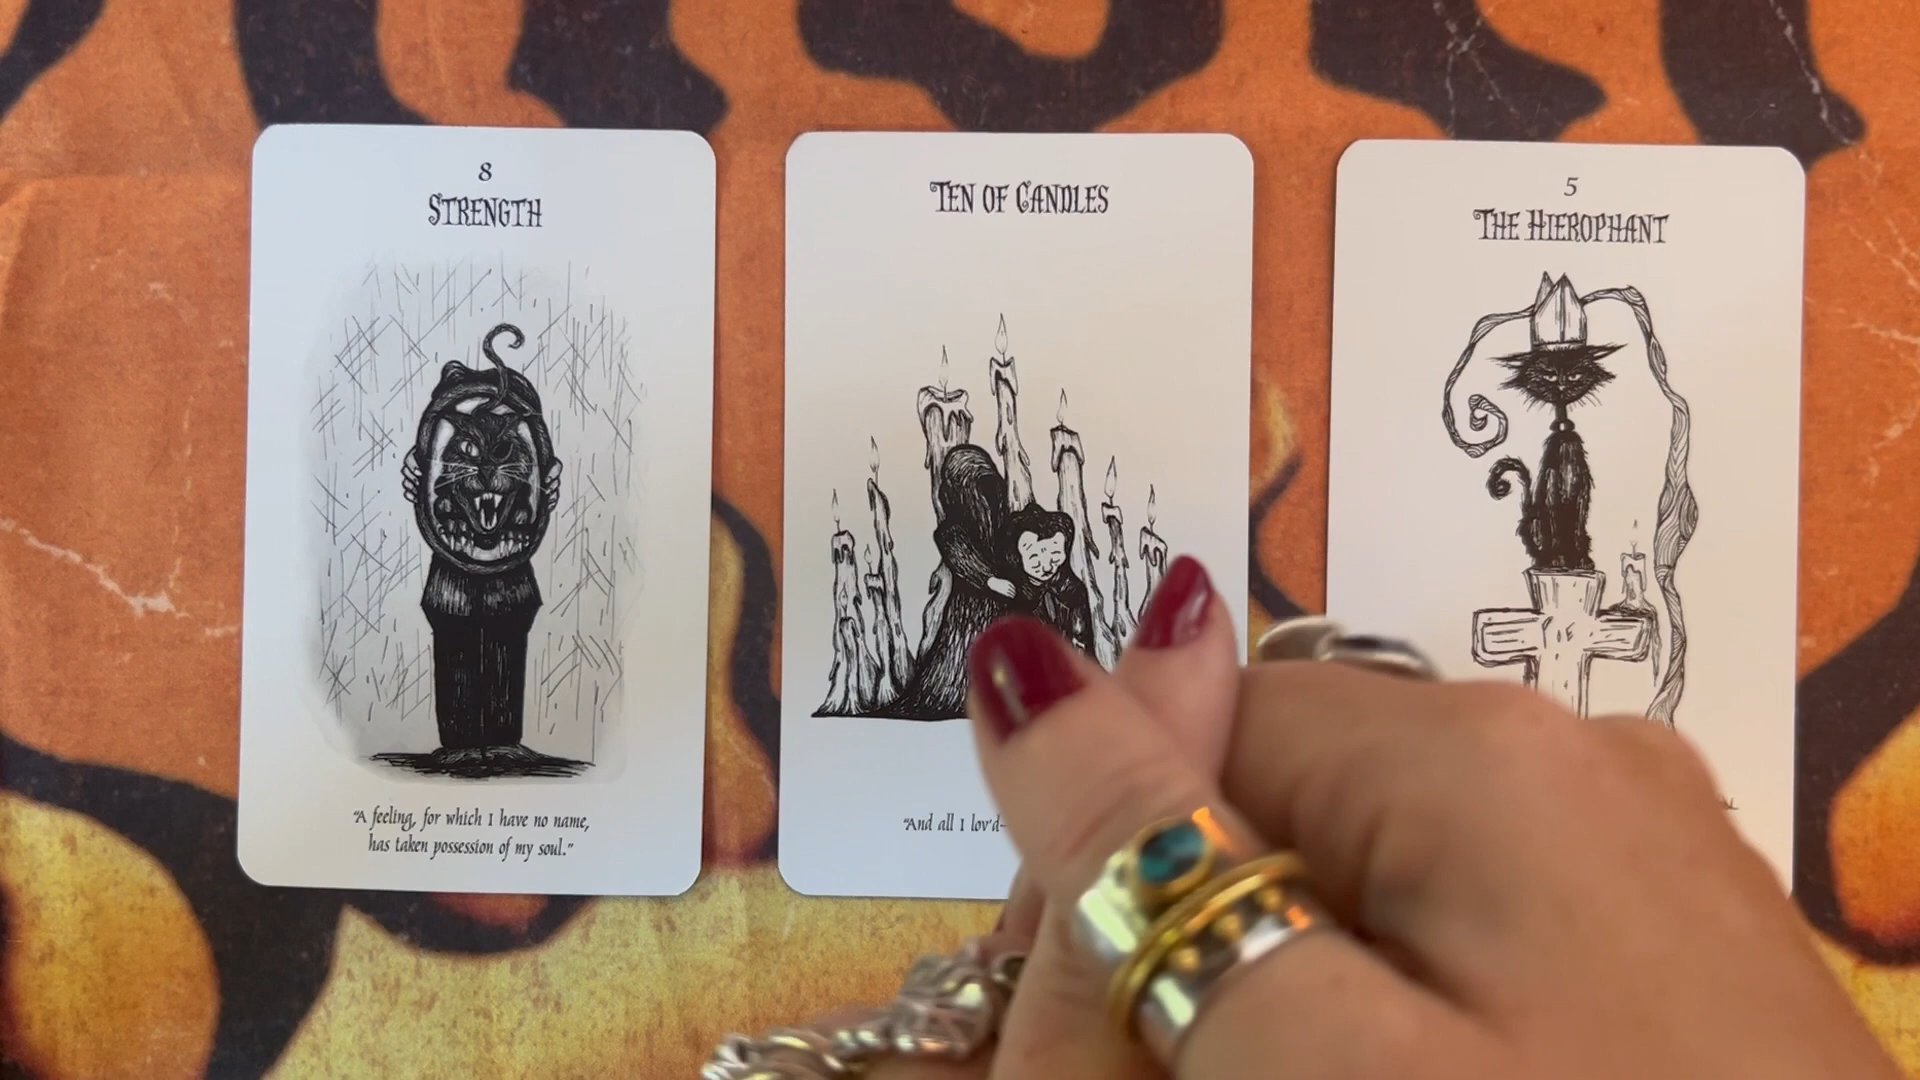 8
STRENGTH
"A feeling, for which I have no name,
has taken possession of my soul."
TEN OF CANDLES
"And all I lov'd—
5
THE HIEROPHANT